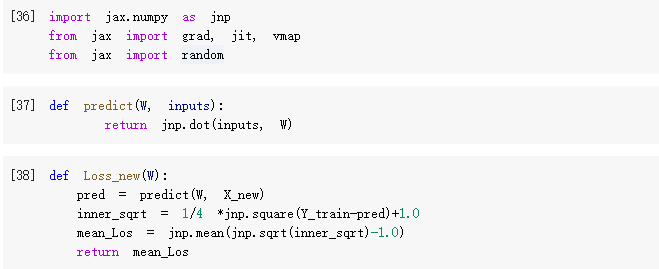 [36] import jax.numpy as jnp
from jax import grad, jit, vmap
from jax import random
[37] def predict(W, inputs):
return jnp.dot(inputs, W)
[38] def Loss_new(W):
pred = predict(W, X_new)
inner_sqrt = 1/4 *jnp.square(Y_train-pred)+1.0
mean_Los = jnp.mean(jnp.sqrt(inner_sqrt)-1.0)
return mean_Los